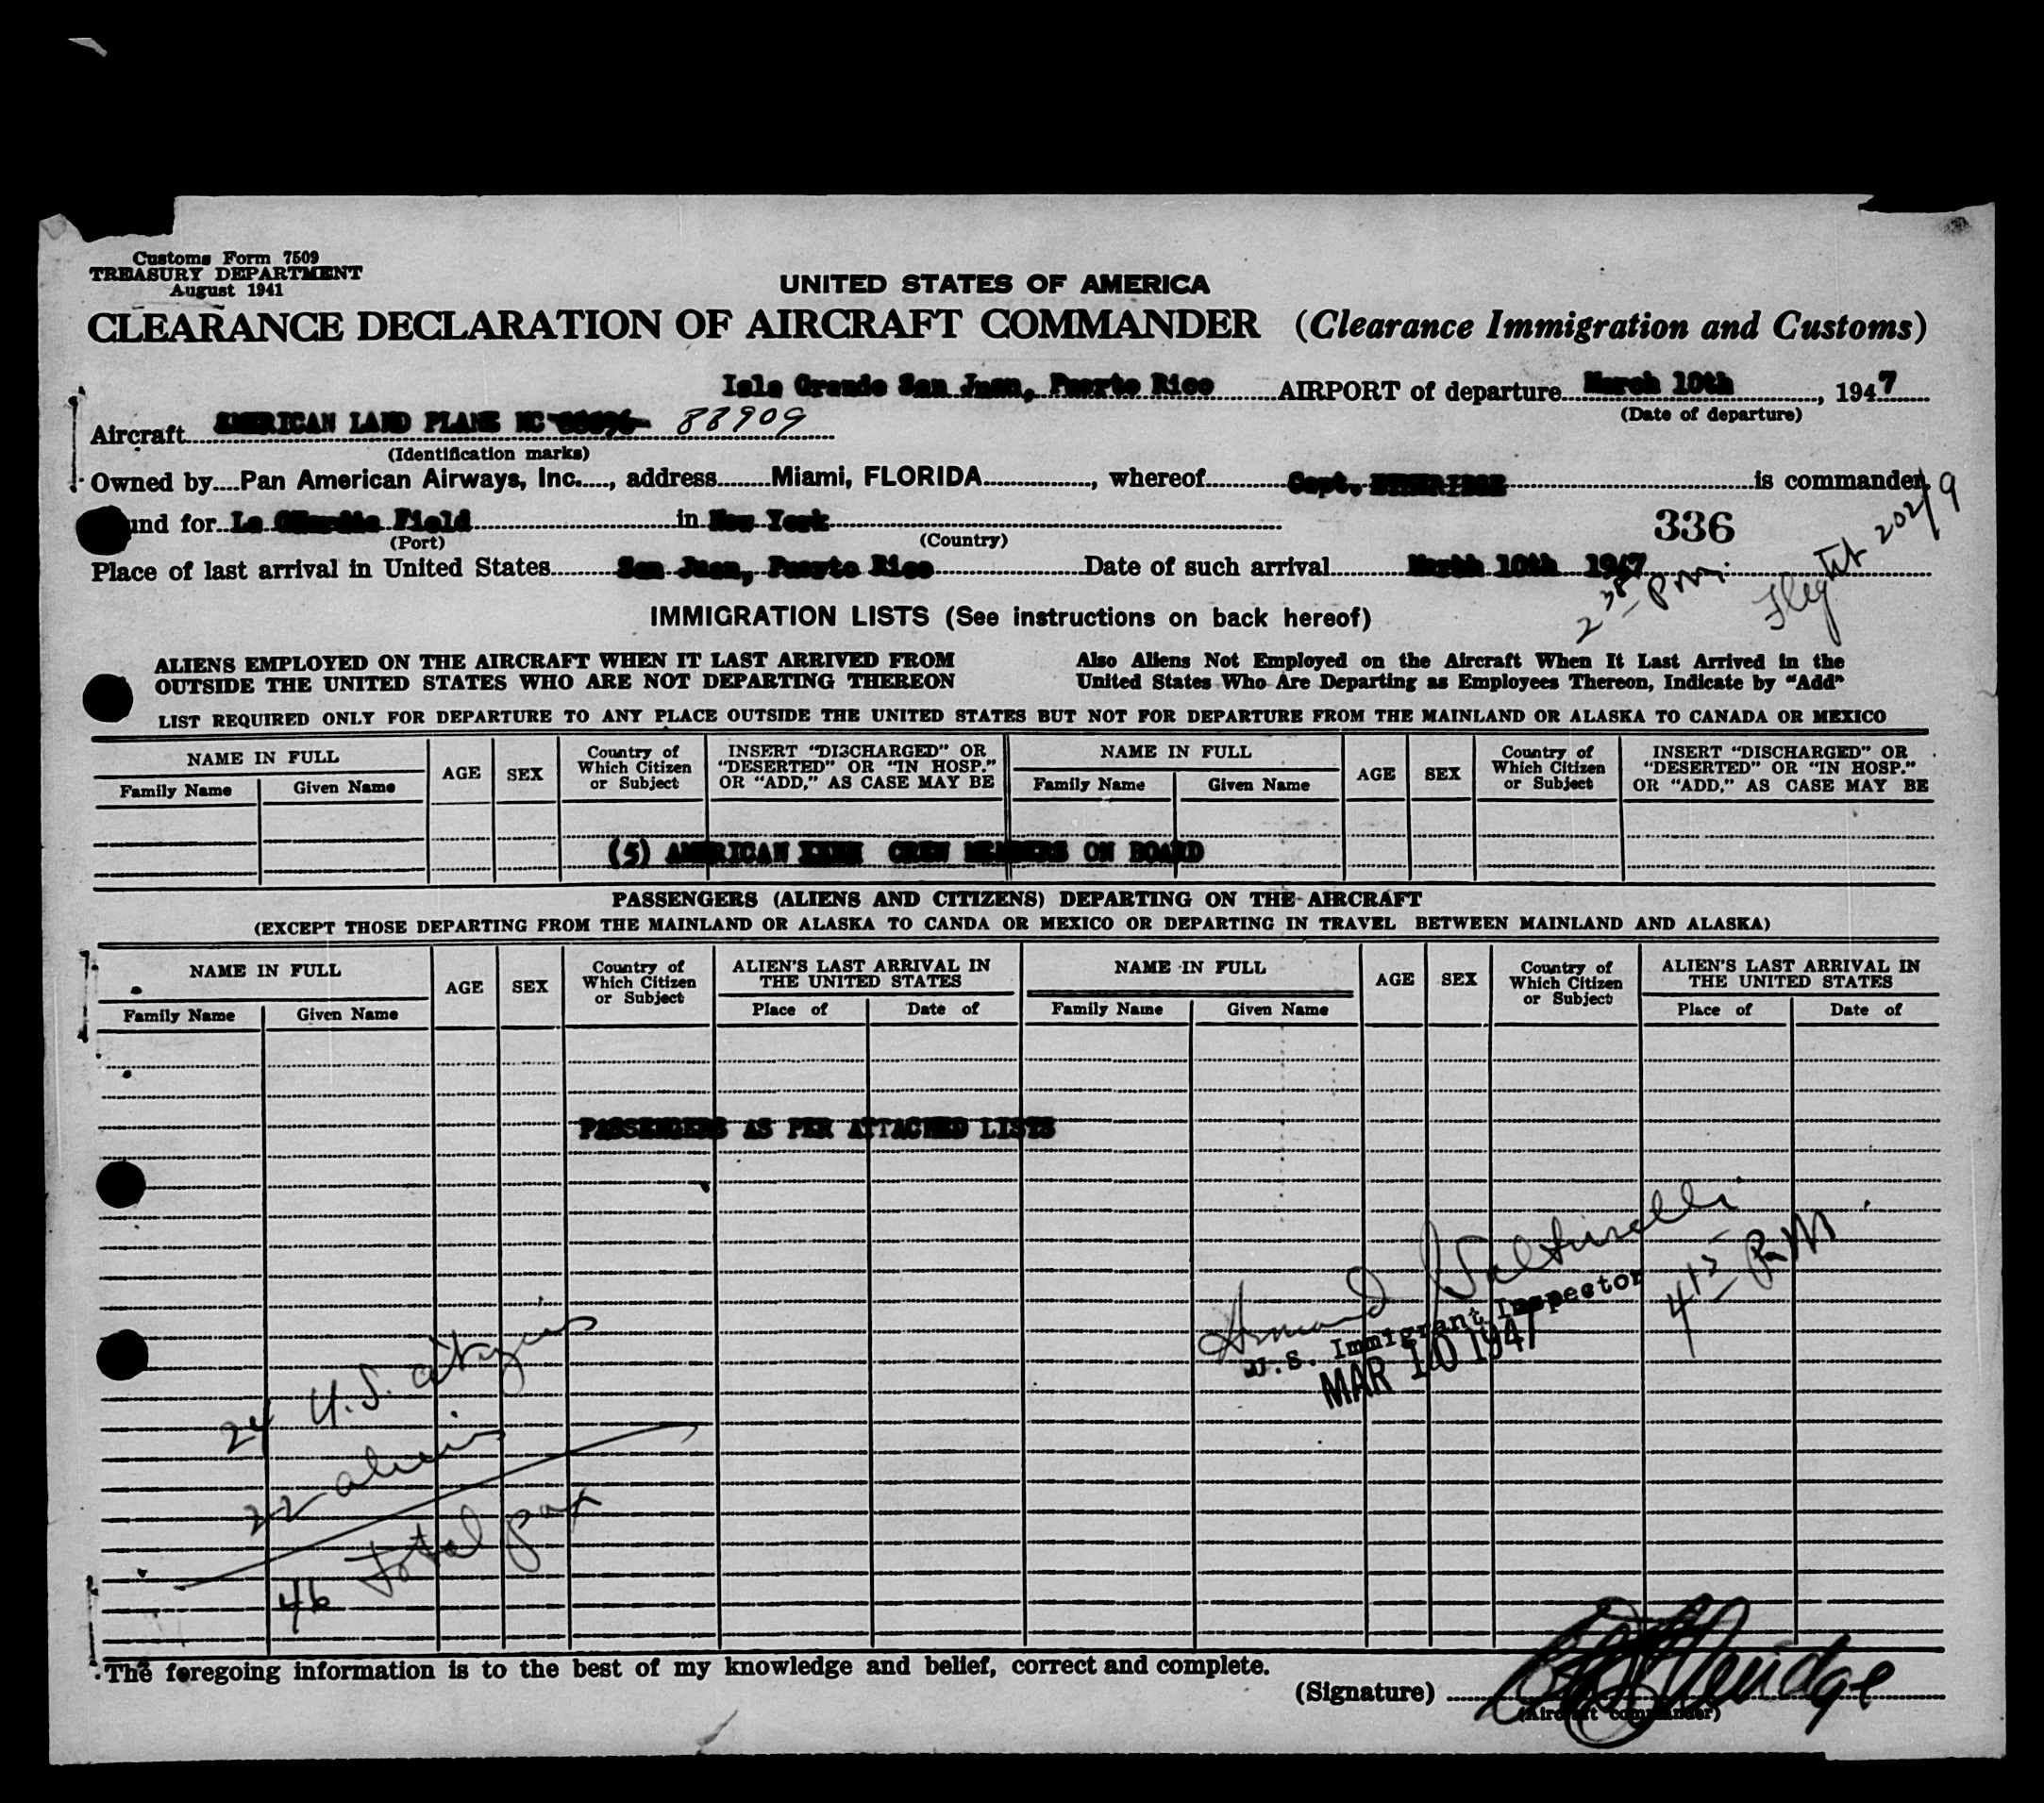 Customs Form 7509
TREASURY DEPARTMENT
August 1941
UNITED STATES OF AMERICA
CLEARANCE DECLARATION OF AIRCRAFT COMMANDER (Clearance Immigration and Customs)
Isla Grande San Juan, Puerto Rico AIRPORT of departure March 10th, 1947
(Date of departure)
Aircraft AMERICAN LAND PLANE NC 88909
(Identification marks)
Owned by Pan American Airways, Inc., address Miami, FLORIDA, whereof Capt. ETHERIDGE is commander,
und for La Guardia Field in New York
336
Flight 202/9
(Port) (Country)
Place of last arrival in United States San Juan, Puerto Rico Date of such arrival March 10th 1947
2 38 P.M.
IMMIGRATION LISTS (See instructions on back hereof)
ALIENS EMPLOYED ON THE AIRCRAFT WHEN IT LAST ARRIVED FROM
OUTSIDE THE UNITED STATES WHO ARE NOT DEPARTING THEREON
Also Aliens Not Employed on the Aircraft When It Last Arrived in the
United States Who Are Departing as Employees Thereon, Indicate by "Add"
LIST REQUIRED ONLY FOR DEPARTURE TO ANY PLACE OUTSIDE THE UNITED STATES BUT NOT FOR DEPARTURE FROM THE MAINLAND OR ALASKA TO CANADA OR MEXICO
NAME IN FULL
Family Name
Given Name
AGE
SEX
Country of
Which Citizen
or Subject
INSERT "DISCHARGED" OR
"DESERTED" OR "IN HOSP."
OR "ADD," AS CASE MAY BE
NAME IN FULL
Family Name
Given Name
AGE
SEX
Country of
Which Citizen
or Subject
INSERT "DISCHARGED" OR
"DESERTED" OR "IN HOSP."
OR "ADD," AS CASE MAY BE
(5) AMERICAN CREW MEMBERS ON BOARD
PASSENGERS (ALIENS AND CITIZENS) DEPARTING ON THE AIRCRAFT
(EXCEPT THOSE DEPARTING FROM THE MAINLAND OR ALASKA TO CANDA OR MEXICO OR DEPARTING IN TRAVEL BETWEEN MAINLAND AND ALASKA)
NAME IN FULL
Family Name
Given Name
AGE
SEX
Country of
Which Citizen
or Subject
ALIEN'S LAST ARRIVAL IN
THE UNITED STATES
Place of
Date of
NAME IN FULL
Family Name
Given Name
AGE
SEX
Country of
Which Citizen
or Subject
ALIEN'S LAST ARRIVAL IN
THE UNITED STATES
Place of
Date of
PASSENGERS AS PER ATTACHED LISTS
Armand
U.S. Immigrant Inspector
MAR 10 1947
4 15 P.M
24 U.S. citizens
22 aliens
46 total pax
The foregoing information is to the best of my knowledge and belief, correct and complete.
(Signature)
(Aircraft commander)